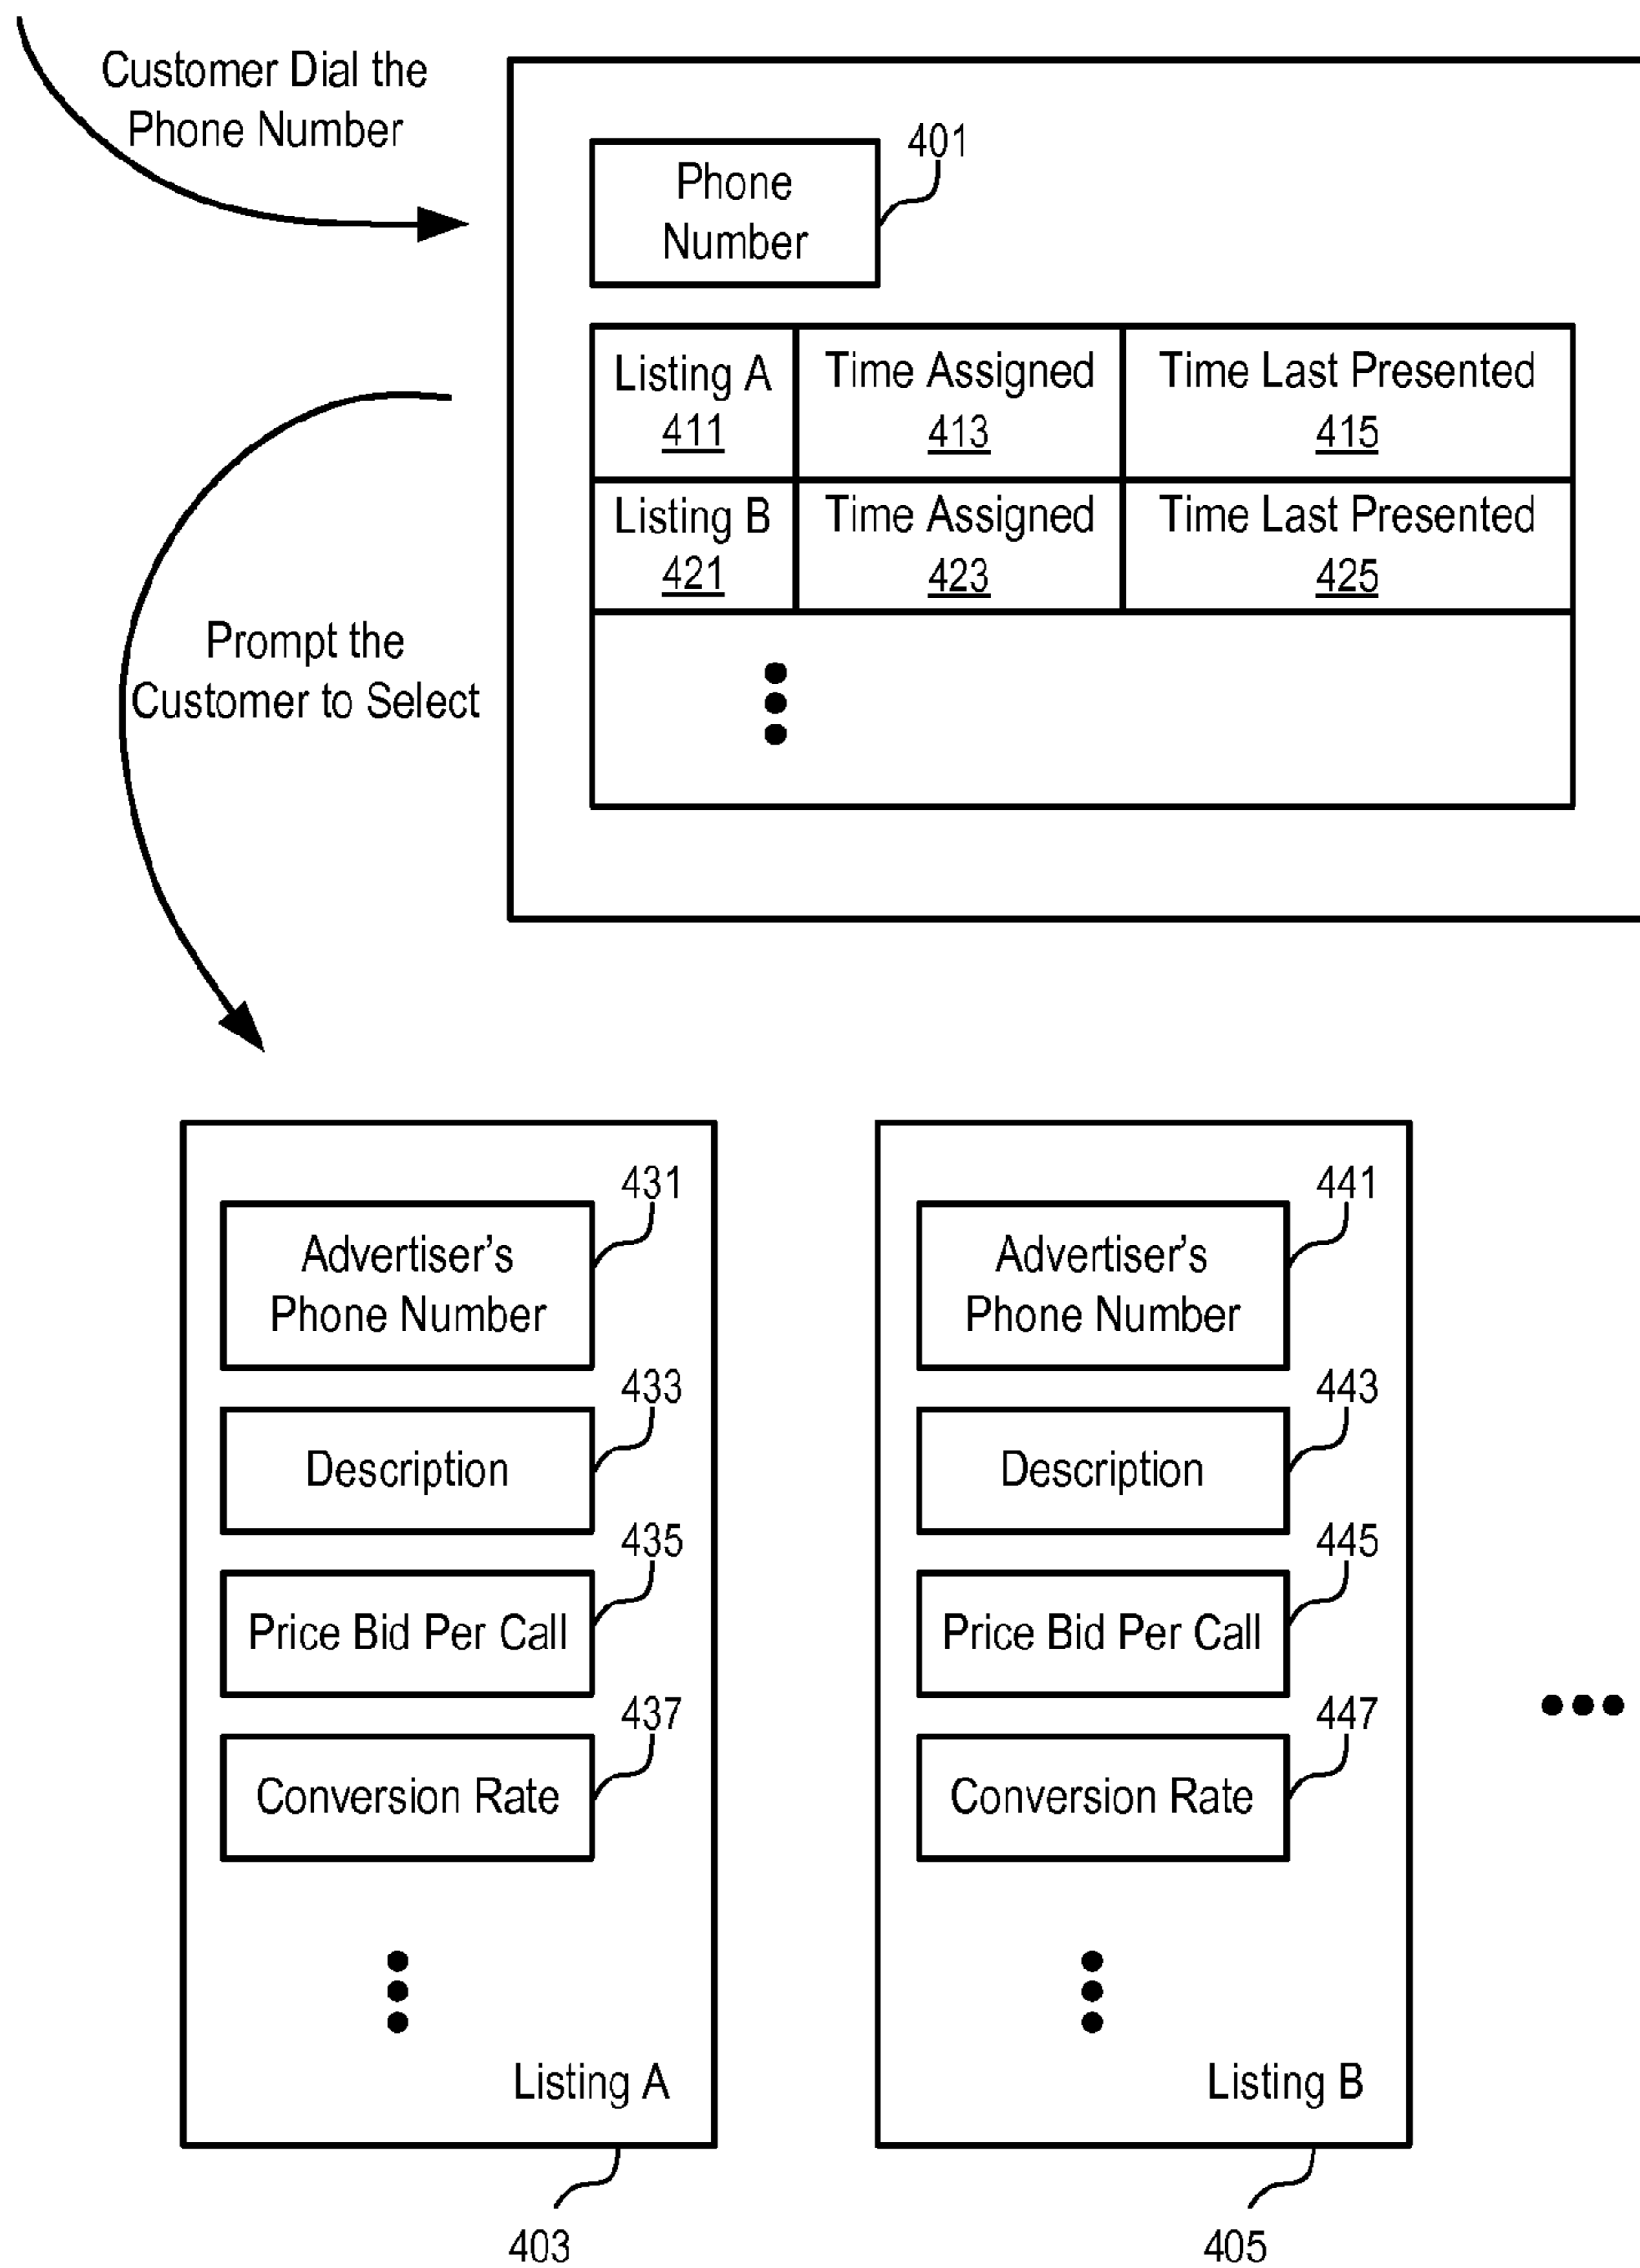 Customer Dial the
Phone Number
401
Phone
Number
Listing A
411
Time Assigned
413
Time Last Presented
415
Listing B
421
Time Assigned
423
Time Last Presented
425
Prompt the
Customer to Select
431
Advertiser's
Phone Number
433
Description
435
Price Bid Per Call
437
Conversion Rate
Listing A
403
441
Advertiser's
Phone Number
443
Description
445
Price Bid Per Call
447
Conversion Rate
Listing B
405